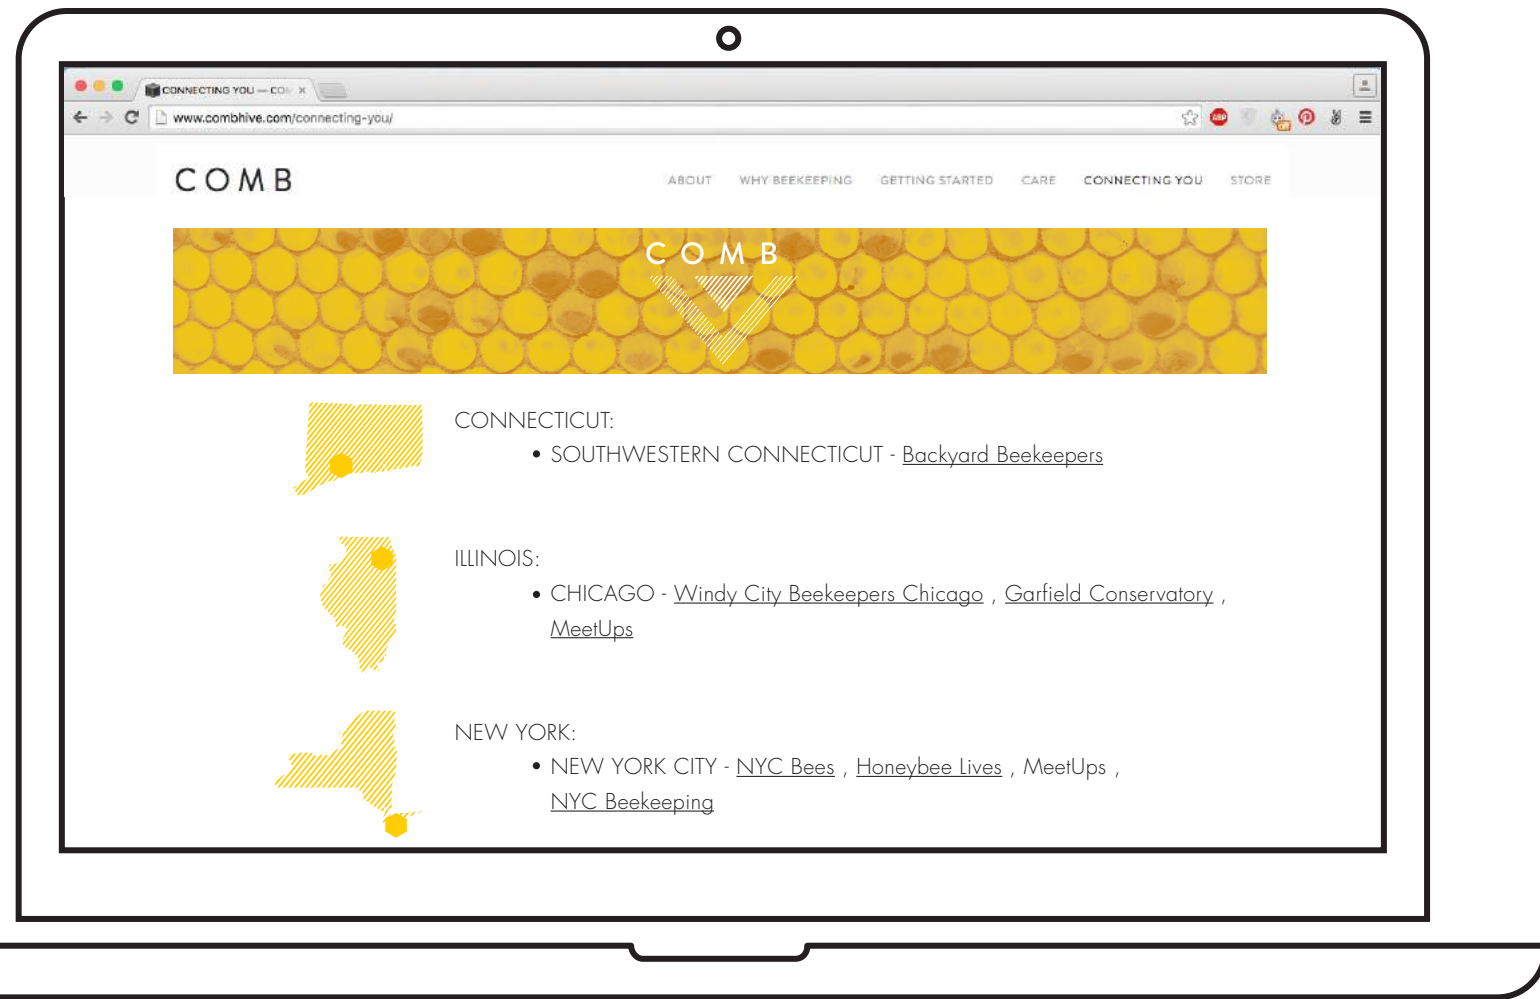 CONNECTING YOU — CO
www.combhive.com/connecting-you/
COMB
ABOUT WHY BEEKEEPING GETTING STARTED CARE CONNECTING YOU STORE
COMB
CONNECTICUT:
• SOUTHWESTERN CONNECTICUT - Backyard Beekeepers
ILLINOIS:
• CHICAGO - Windy City Beekeepers Chicago , Garfield Conservatory ,
MeetUps
NEW YORK:
• NEW YORK CITY - NYC Bees , Honeybee Lives , MeetUps ,
NYC Beekeeping